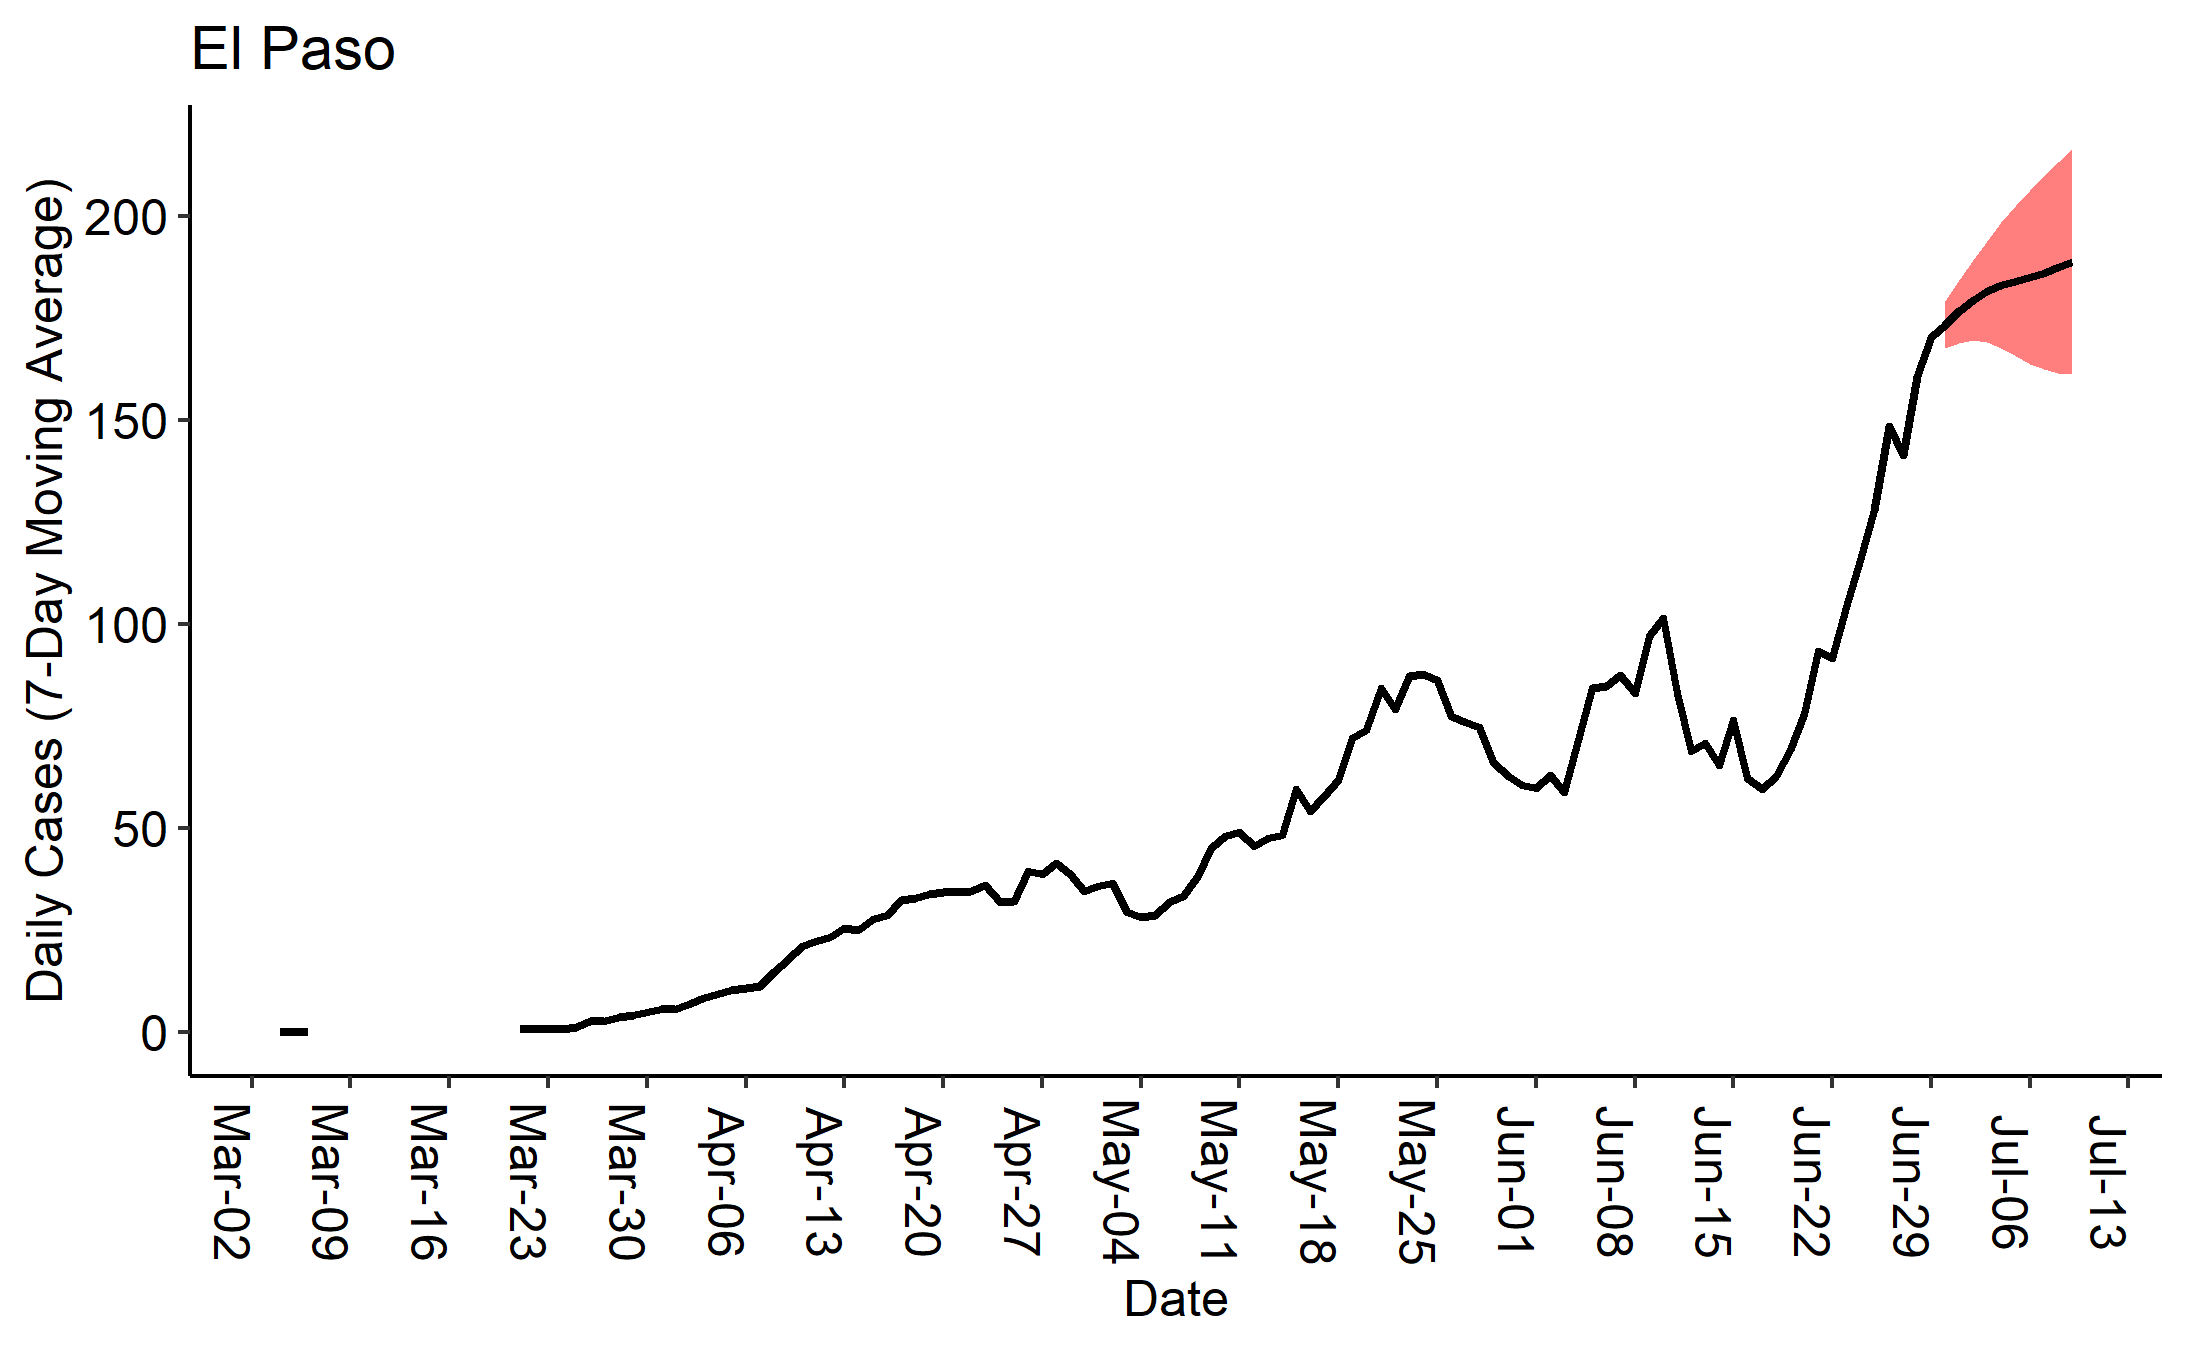 El Paso
Daily Cases (7-Day Moving Average)
200
150
100
50
0
Mar-02
Mar-09
Mar-16
Mar-23
Mar-30
Apr-06
Apr-13
Apr-20
Apr-27
May-04
May-11
May-18
May-25
Jun-01
Jun-08
Jun-15
Jun-22
Jun-29
Jul-06
Jul-13
Date